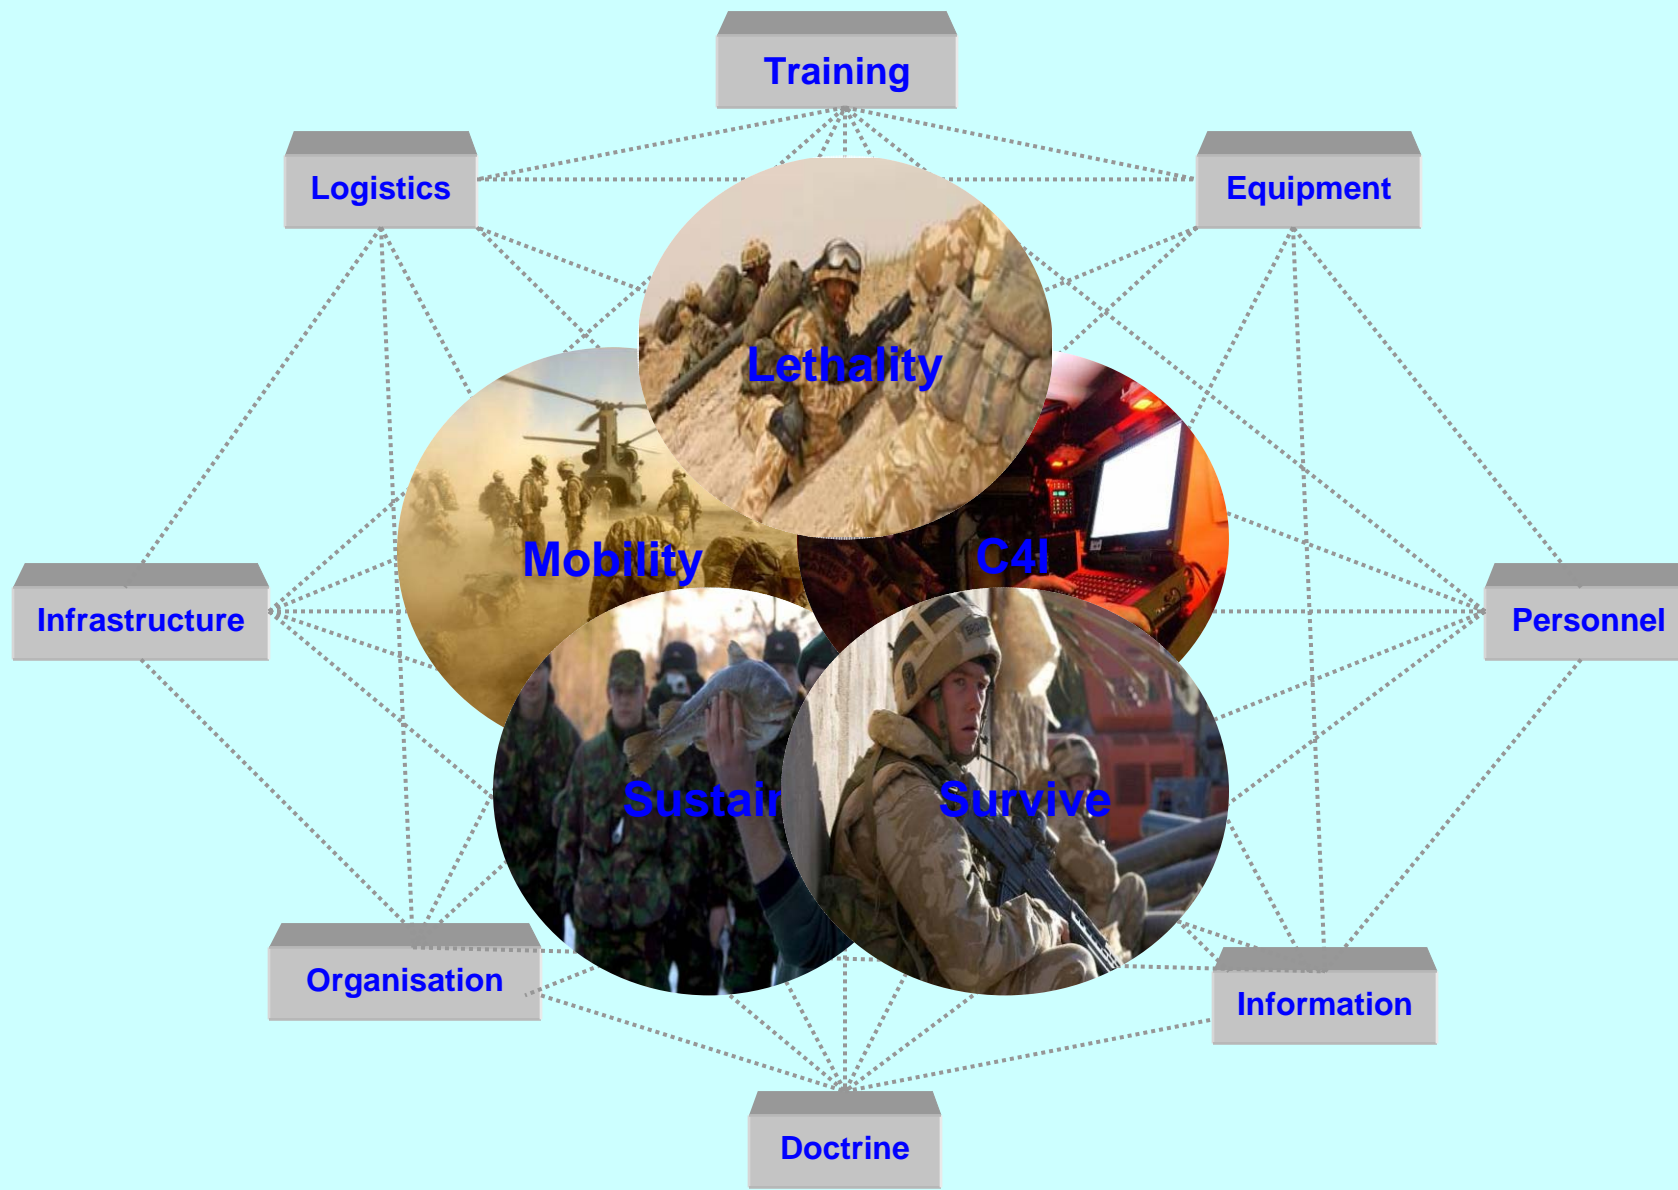 Training
Logistics
Equipment
Lethality
Mobility
C4I
Infrastructure
Personnel
Sustain
Survive
Organisation
Information
Doctrine